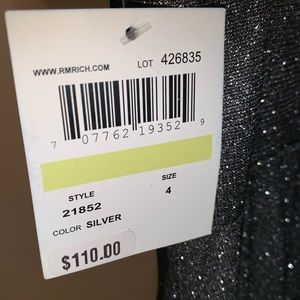 LOT 426835
WWW.RMRICH.COM
7 07762 19352 9
STYLE SIZE
21852 4
COLOR SILVER
$110.00